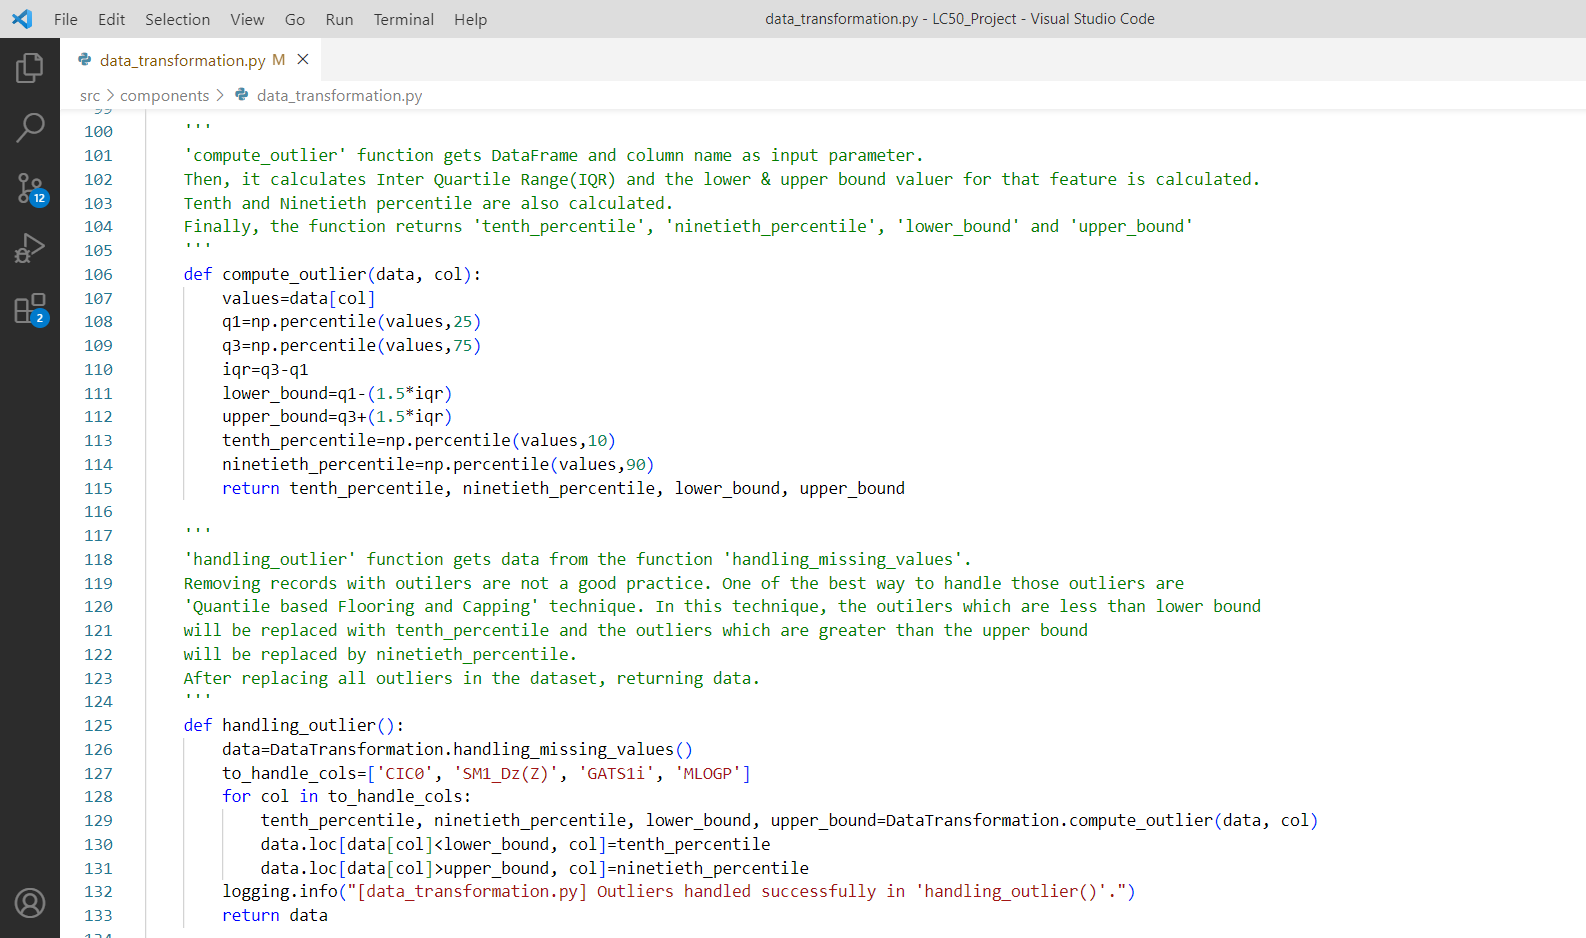 File Edit Selection View Go Run Terminal Help
data_transformation.py - LC50_Project - Visual Studio Code
data_transformation.py M
src > components > data_transformation.py
99
100 '''
101 'compute_outlier' function gets DataFrame and column name as input parameter.
102 Then, it calculates Inter Quartile Range(IQR) and the lower & upper bound valuer for that feature is calculated.
103 Tenth and Ninetieth percentile are also calculated.
104 Finally, the function returns 'tenth_percentile', 'ninetieth_percentile', 'lower_bound' and 'upper_bound'
105 '''
106 def compute_outlier(data, col):
107 values=data[col]
108 q1=np.percentile(values,25)
109 q3=np.percentile(values,75)
110 iqr=q3-q1
111 lower_bound=q1-(1.5*iqr)
112 upper_bound=q3+(1.5*iqr)
113 tenth_percentile=np.percentile(values,10)
114 ninetieth_percentile=np.percentile(values,90)
115 return tenth_percentile, ninetieth_percentile, lower_bound, upper_bound
116
117 '''
118 'handling_outlier' function gets data from the function 'handling_missing_values'.
119 Removing records with outilers are not a good practice. One of the best way to handle those outliers are
120 'Quantile based Flooring and Capping' technique. In this technique, the outilers which are less than lower bound
121 will be replaced with tenth_percentile and the outliers which are greater than the upper bound
122 will be replaced by ninetieth_percentile.
123 After replacing all outliers in the dataset, returning data.
124 '''
125 def handling_outlier():
126 data=DataTransformation.handling_missing_values()
127 to_handle_cols=['CIC0', 'SM1_Dz(Z)', 'GATS1i', 'MLOGP']
128 for col in to_handle_cols:
129 tenth_percentile, ninetieth_percentile, lower_bound, upper_bound=DataTransformation.compute_outlier(data, col)
130 data.loc[data[col]<lower_bound, col]=tenth_percentile
131 data.loc[data[col]>upper_bound, col]=ninetieth_percentile
132 logging.info("[data_transformation.py] Outliers handled successfully in 'handling_outlier()'.")
133 return data
134
12
2